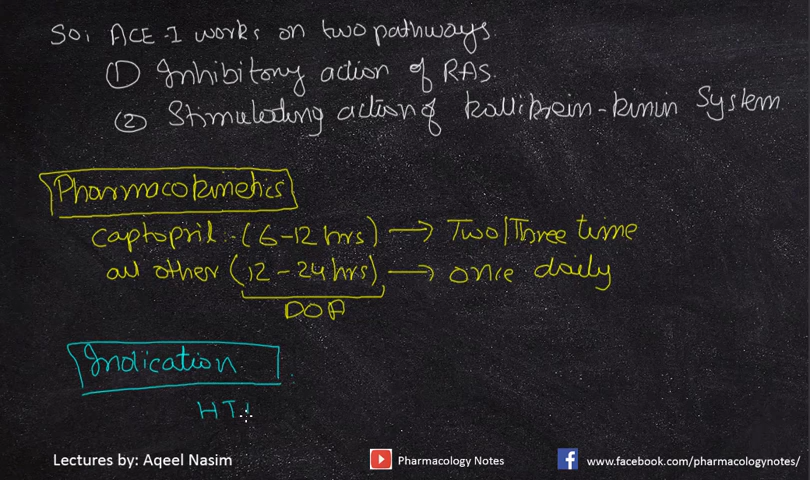 So; ACE-I works on two pathways
① Inhibitory action of RAS.
② Stimulating action of kallikrein-kinin System
Pharmacokinetics
Captopril (6-12 hrs) → Two/Three time
all other (12-24 hrs) → once daily
DOA
Indication
HT
Lectures by: Aqeel Nasim
Pharmacology Notes
www.facebook.com/pharmacologynotes/